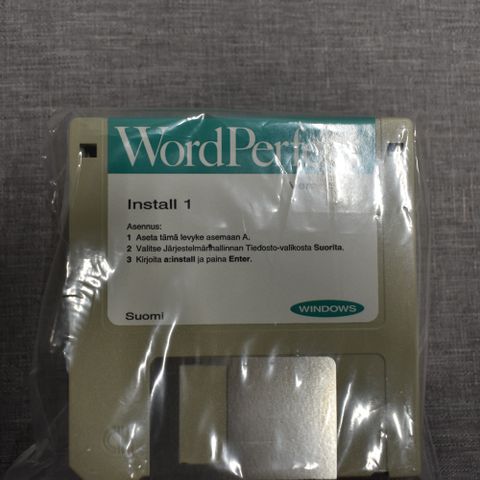 WordPerfect
Install 1
Asennus:
1 Aseta tämä levyke asemaan A.
2 Valitse Järjestelmänhallinnan Tiedosto-valikosta Suorita.
3 Kirjoita a:install ja paina Enter.
Suomi
WINDOWS